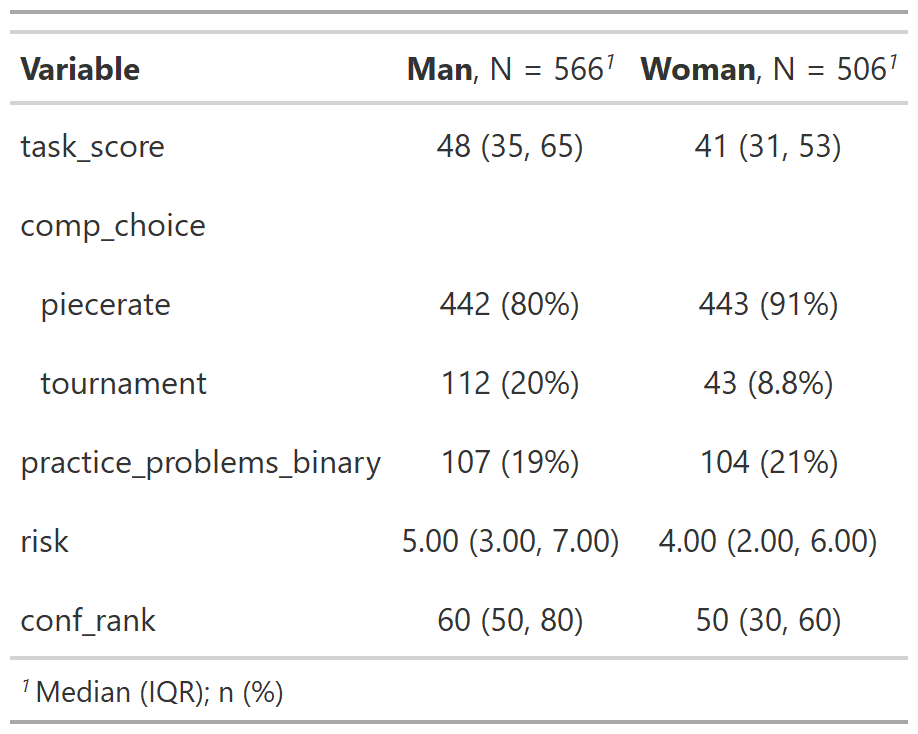 Variable Man, N = 566¹ Woman, N = 506¹
task_score 48 (35, 65) 41 (31, 53)
comp_choice
piecerate 442 (80%) 443 (91%)
tournament 112 (20%) 43 (8.8%)
practice_problems_binary 107 (19%) 104 (21%)
risk 5.00 (3.00, 7.00) 4.00 (2.00, 6.00)
conf_rank 60 (50, 80) 50 (30, 60)
¹ Median (IQR); n (%)